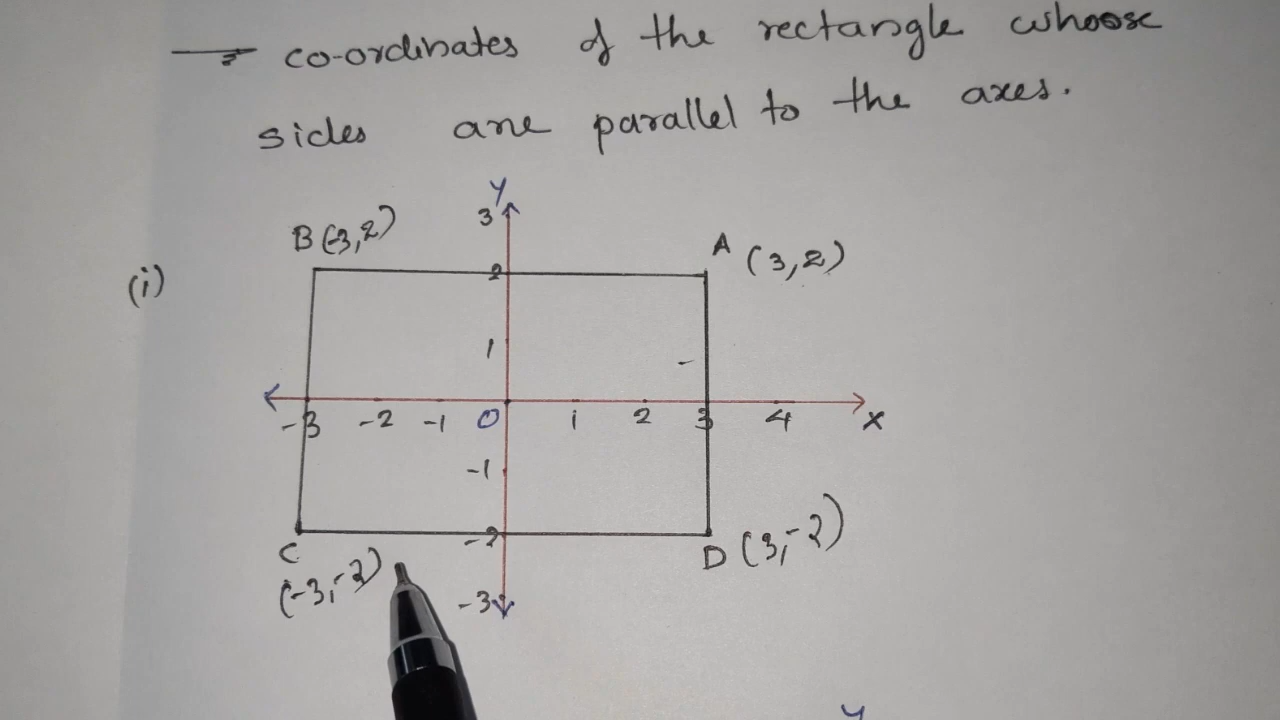 co-ordinates of the rectangle whoose
sides are parallel to the axes.
Y
3
B (-3,2)
A (3,2)
(i)
2
1
-3 -2 -1 0 1 2 3 4 X
-1
-2
C
D (3,-2)
(-3,-2)
-3
Y